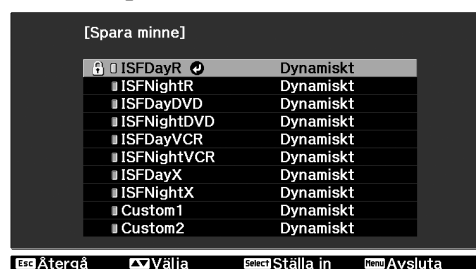 [Spara minne]
ISFDayR Dynamiskt
ISFNightR Dynamiskt
ISFDayDVD Dynamiskt
ISFNightDVD Dynamiskt
ISFDayVCR Dynamiskt
ISFNightVCR Dynamiskt
ISFDayX Dynamiskt
ISFNightX Dynamiskt
Custom1 Dynamiskt
Custom2 Dynamiskt
Esc Återgå Välja Select Ställa in Menu Avsluta